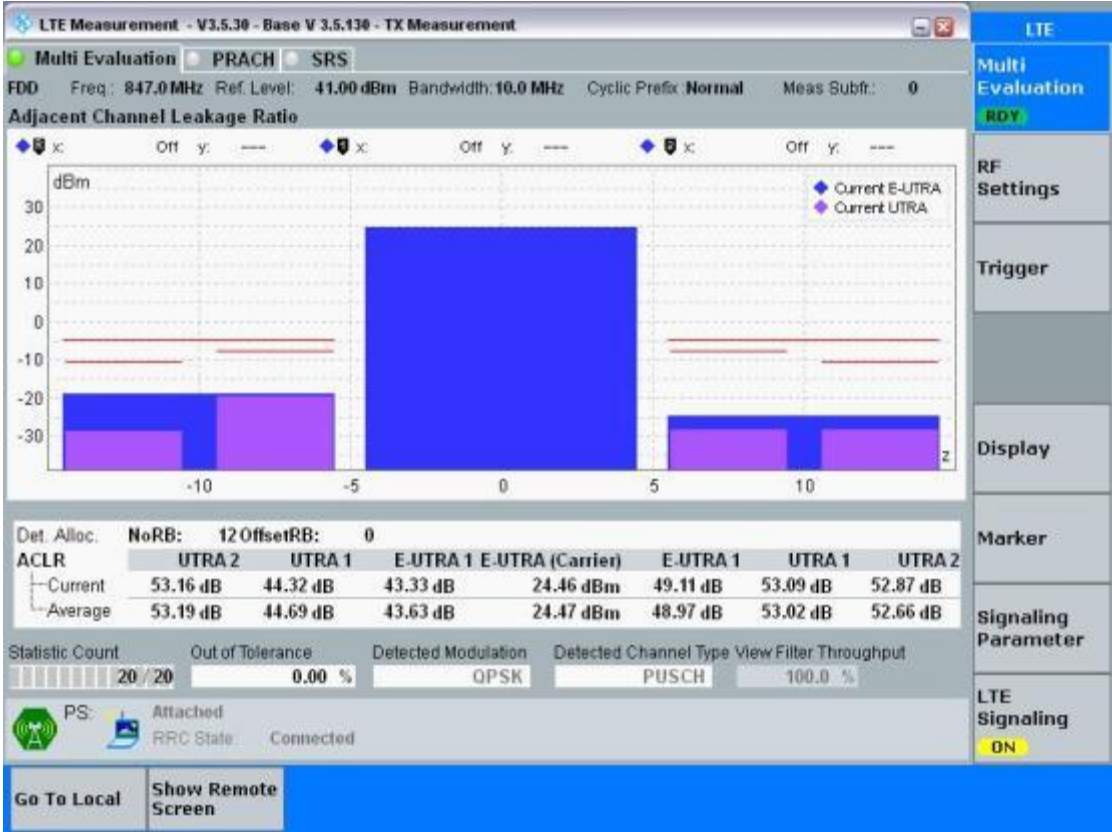 LTE Measurement - V3.5.30 - Base V 3.5.130 - TX Measurement
LTE
Multi Evaluation PRACH SRS
Multi
Evaluation
RDY
FDD Freq.: 847.0 MHz Ref. Level: 41.00 dBm Bandwidth: 10.0 MHz Cyclic Prefix: Normal Meas Subfr.: 0
Adjacent Channel Leakage Ratio
x: Off y: --- x: Off y: --- x: Off y: ---
RF
Settings
dBm
Current E-UTRA
Current UTRA
30
20
10
0
-10
-20
-30
Trigger
Display
z
-10 -5 0 5 10
Marker
Det. Alloc. NoRB: 12 OffsetRB: 0
ACLR UTRA 2 UTRA 1 E-UTRA 1 E-UTRA (Carrier) E-UTRA 1 UTRA 1 UTRA 2
Current 53.16 dB 44.32 dB 43.33 dB 24.46 dBm 49.11 dB 53.09 dB 52.87 dB
Average 53.19 dB 44.69 dB 43.63 dB 24.47 dBm 48.97 dB 53.02 dB 52.66 dB
Signaling
Parameter
Statistic Count Out of Tolerance Detected Modulation Detected Channel Type View Filter Throughput
20 / 20 0.00 % QPSK PUSCH 100.0 %
PS: Attached
RRC State: Connected
LTE
Signaling
ON
Go To Local
Show Remote
Screen